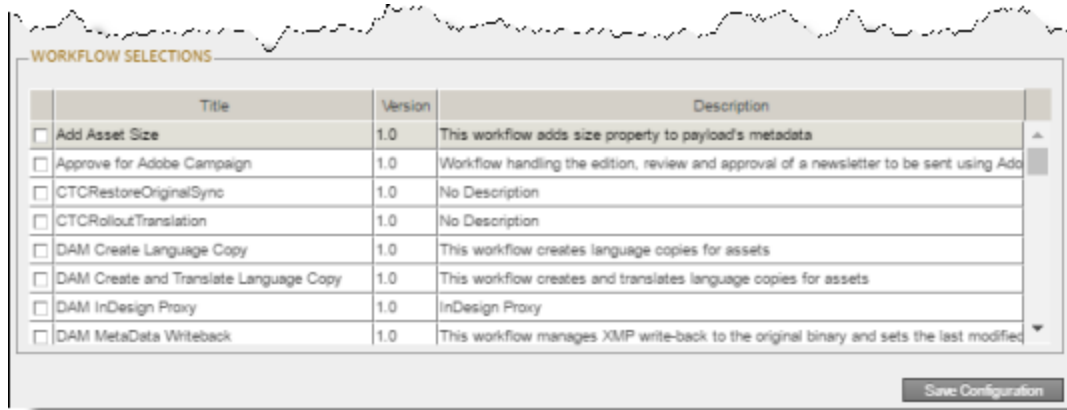 WORKFLOW SELECTIONS
Title Version Description
Add Asset Size 1.0 This workflow adds size property to payload's metadata
Approve for Adobe Campaign 1.0 Workflow handling the edition, review and approval of a newsletter to be sent using Ado
CTCRestoreOriginalSync 1.0 No Description
CTCRolloutTranslation 1.0 No Description
DAM Create Language Copy 1.0 This workflow creates language copies for assets
DAM Create and Translate Language Copy 1.0 This workflow creates and translates language copies for assets
DAM InDesign Proxy 1.0 InDesign Proxy
DAM MetaData Writeback 1.0 This workflow manages XMP write-back to the original binary and sets the last modified
Save Configuration